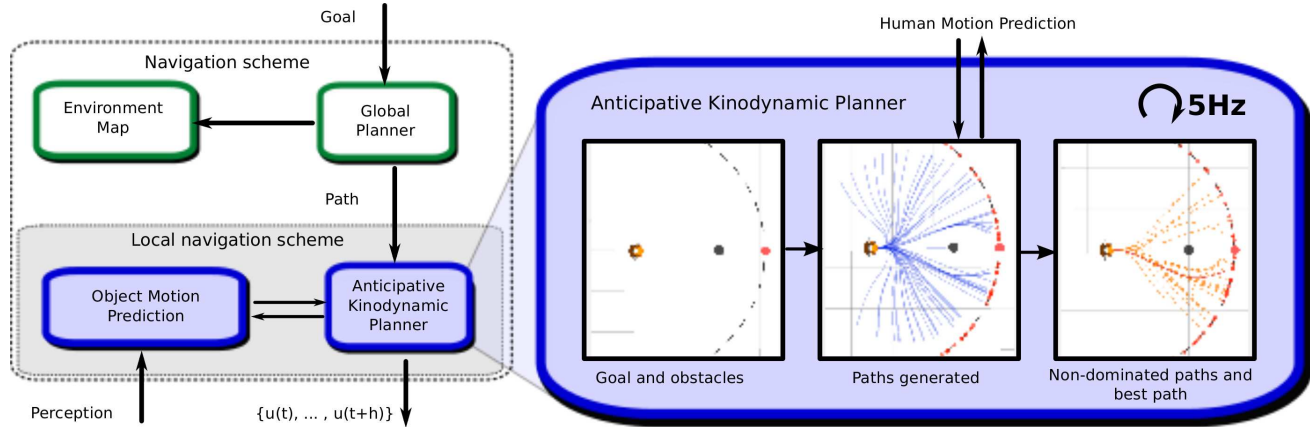 Goal
Navigation scheme
Environment
Map
Global
Planner
Path
Local navigation scheme
Object Motion
Prediction
Anticipative
Kinodynamic
Planner
Perception
{u(t), ... , u(t+h)}
Human Motion Prediction
Anticipative Kinodynamic Planner
5Hz
Goal and obstacles
Paths generated
Non-dominated paths and
best path